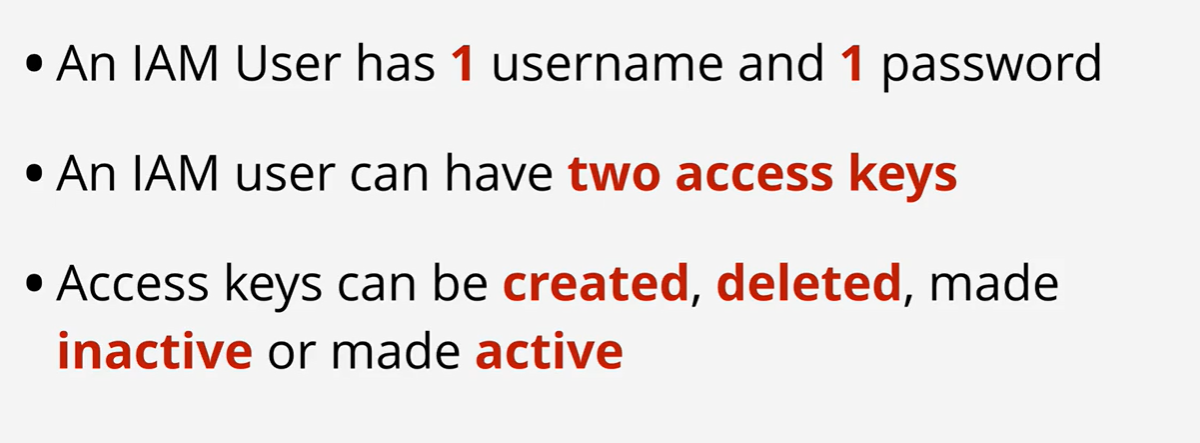 • An IAM User has 1 username and 1 password
• An IAM user can have two access keys
• Access keys can be created, deleted, made
inactive or made active